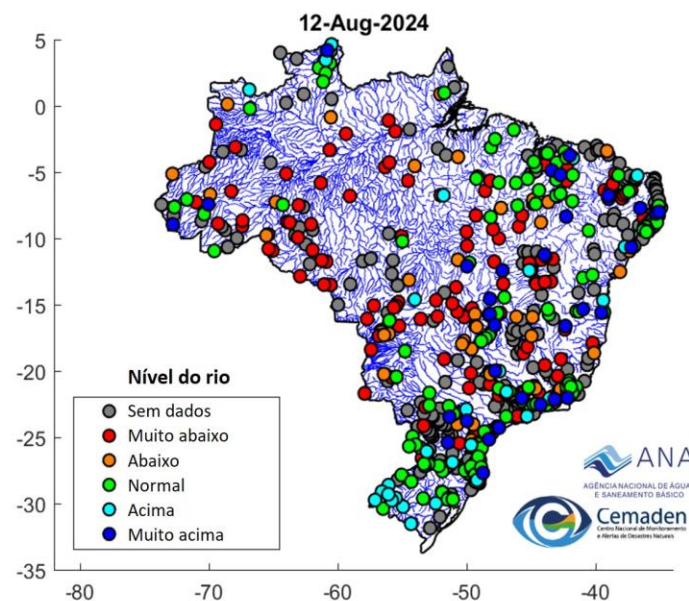 12-Aug-2024
5
0
-5
-10
-15
-20
-25
-30
-35
Nível do rio
Sem dados
Muito abaixo
Abaixo
Normal
Acima
Muito acima
ANA
AGÊNCIA NACIONAL DE ÁGUAS
E SANEAMENTO BÁSICO
Cemaden
Centro Nacional de Monitoramento
e Alertas de Desastres Naturais
-80
-70
-60
-50
-40